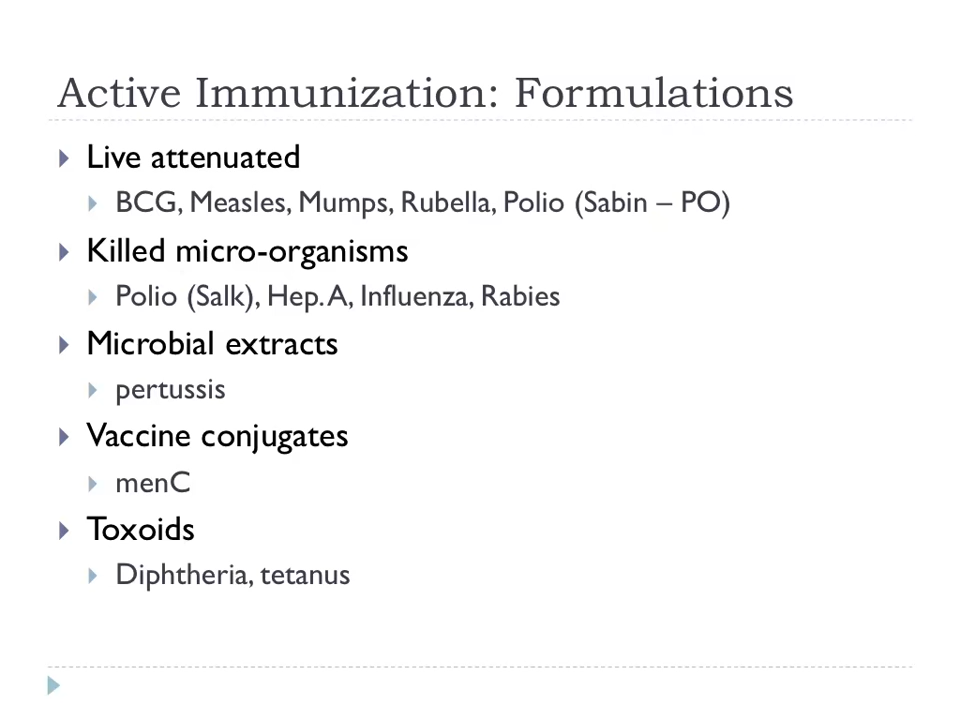 Active Immunization: Formulations
Live attenuated
BCG, Measles, Mumps, Rubella, Polio (Sabin – PO)
Killed micro-organisms
Polio (Salk), Hep. A, Influenza, Rabies
Microbial extracts
pertussis
Vaccine conjugates
menC
Toxoids
Diphtheria, tetanus